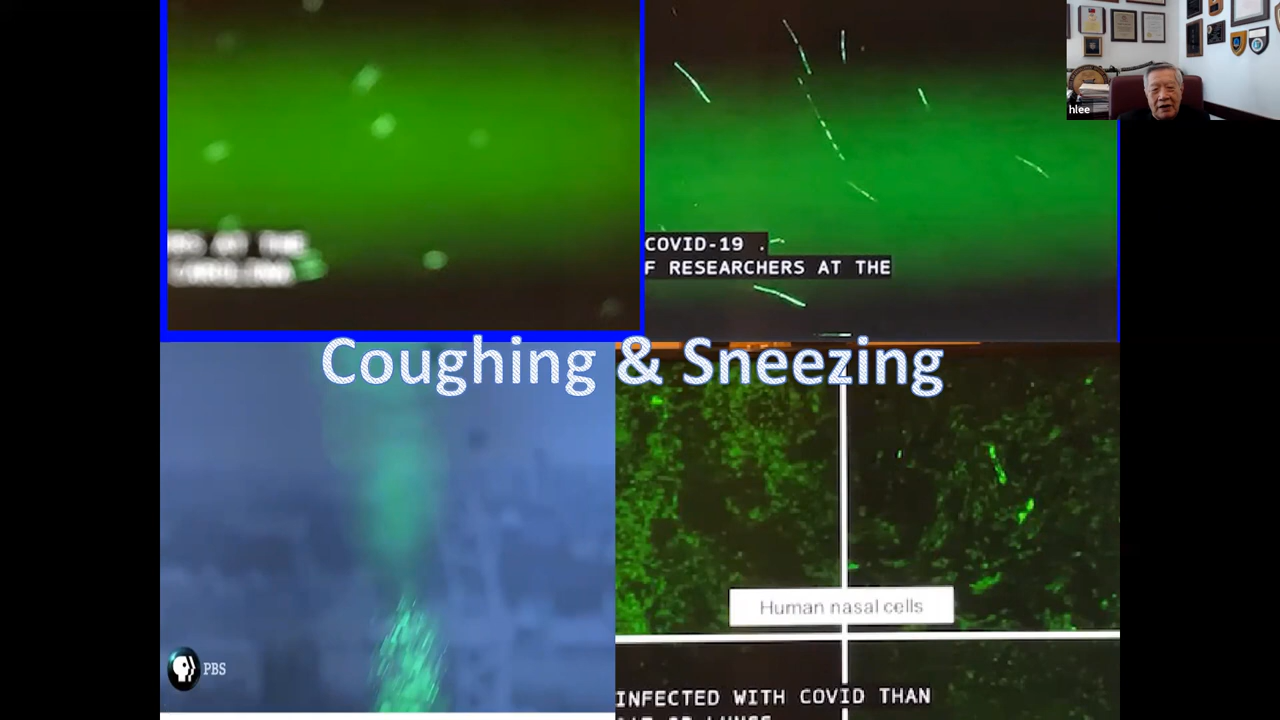 hlee
COVID-19 .
F RESEARCHERS AT THE
Coughing & Sneezing
Human nasal cells
PBS
INFECTED WITH COVID THAN